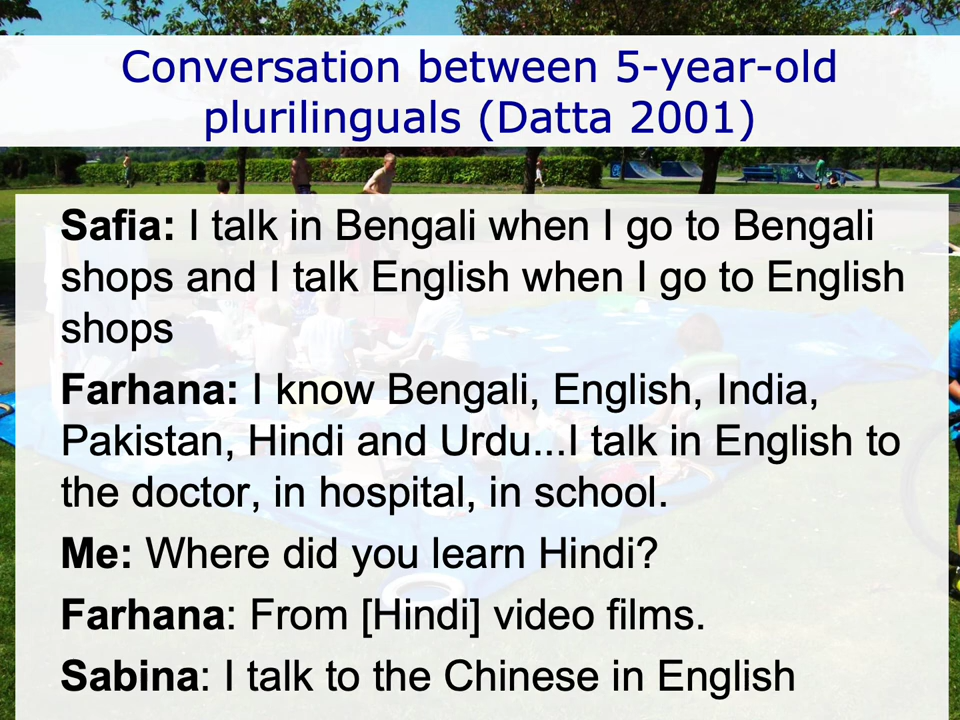 Conversation between 5-year-old
plurilinguals (Datta 2001)
Safia: I talk in Bengali when I go to Bengali
shops and I talk English when I go to English
shops
Farhana: I know Bengali, English, India,
Pakistan, Hindi and Urdu...I talk in English to
the doctor, in hospital, in school.
Me: Where did you learn Hindi?
Farhana: From [Hindi] video films.
Sabina: I talk to the Chinese in English